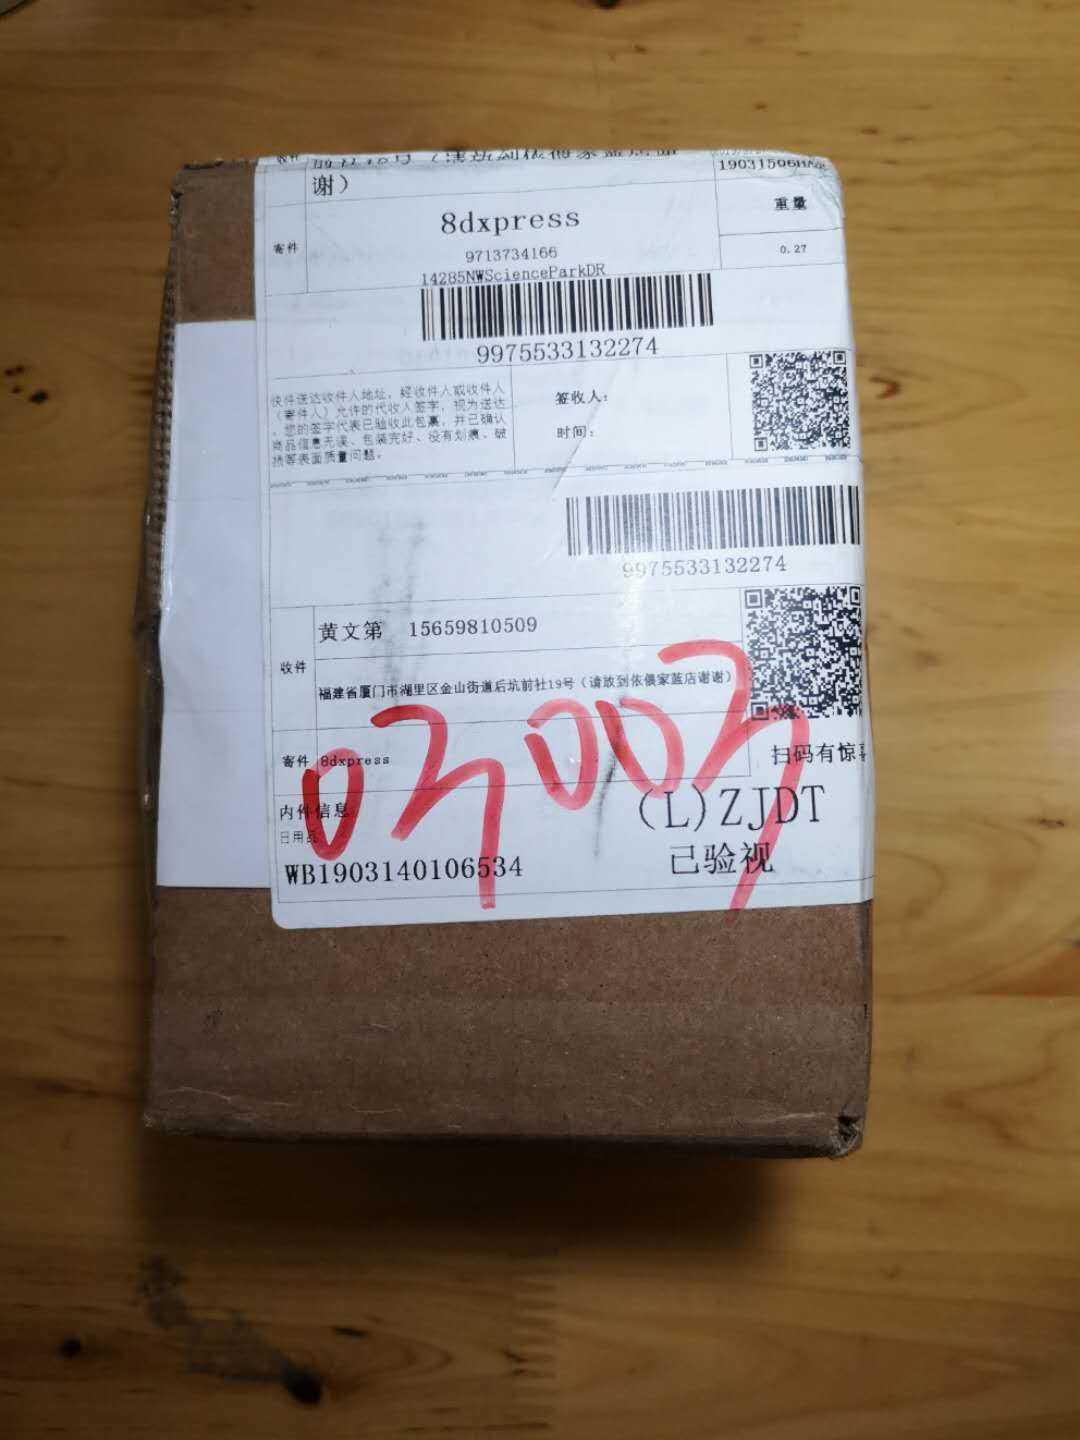 收件
谢）
19031506HA
重量
0.27
寄件
8dxpress
9713734166
14285NWScienceParkDR
9975533132274
快件送达收件人地址，经收件人或收件人
（寄件人）允许的代收人签字，视为送达
。您的签字代表已验收此包裹，并已确认
商品信息无误、包装完好、没有划痕、破
损等表面质量问题。
签收人：
时间：
9975533132274
收件
黄文第 15659810509
福建省厦门市湖里区金山街道后坑前社19号（请放到依偎家蓝店谢谢）
寄件 8dxpress
扫码有惊
内件信息:
日用品
(L)ZJDT
WB1903140106534
已验视